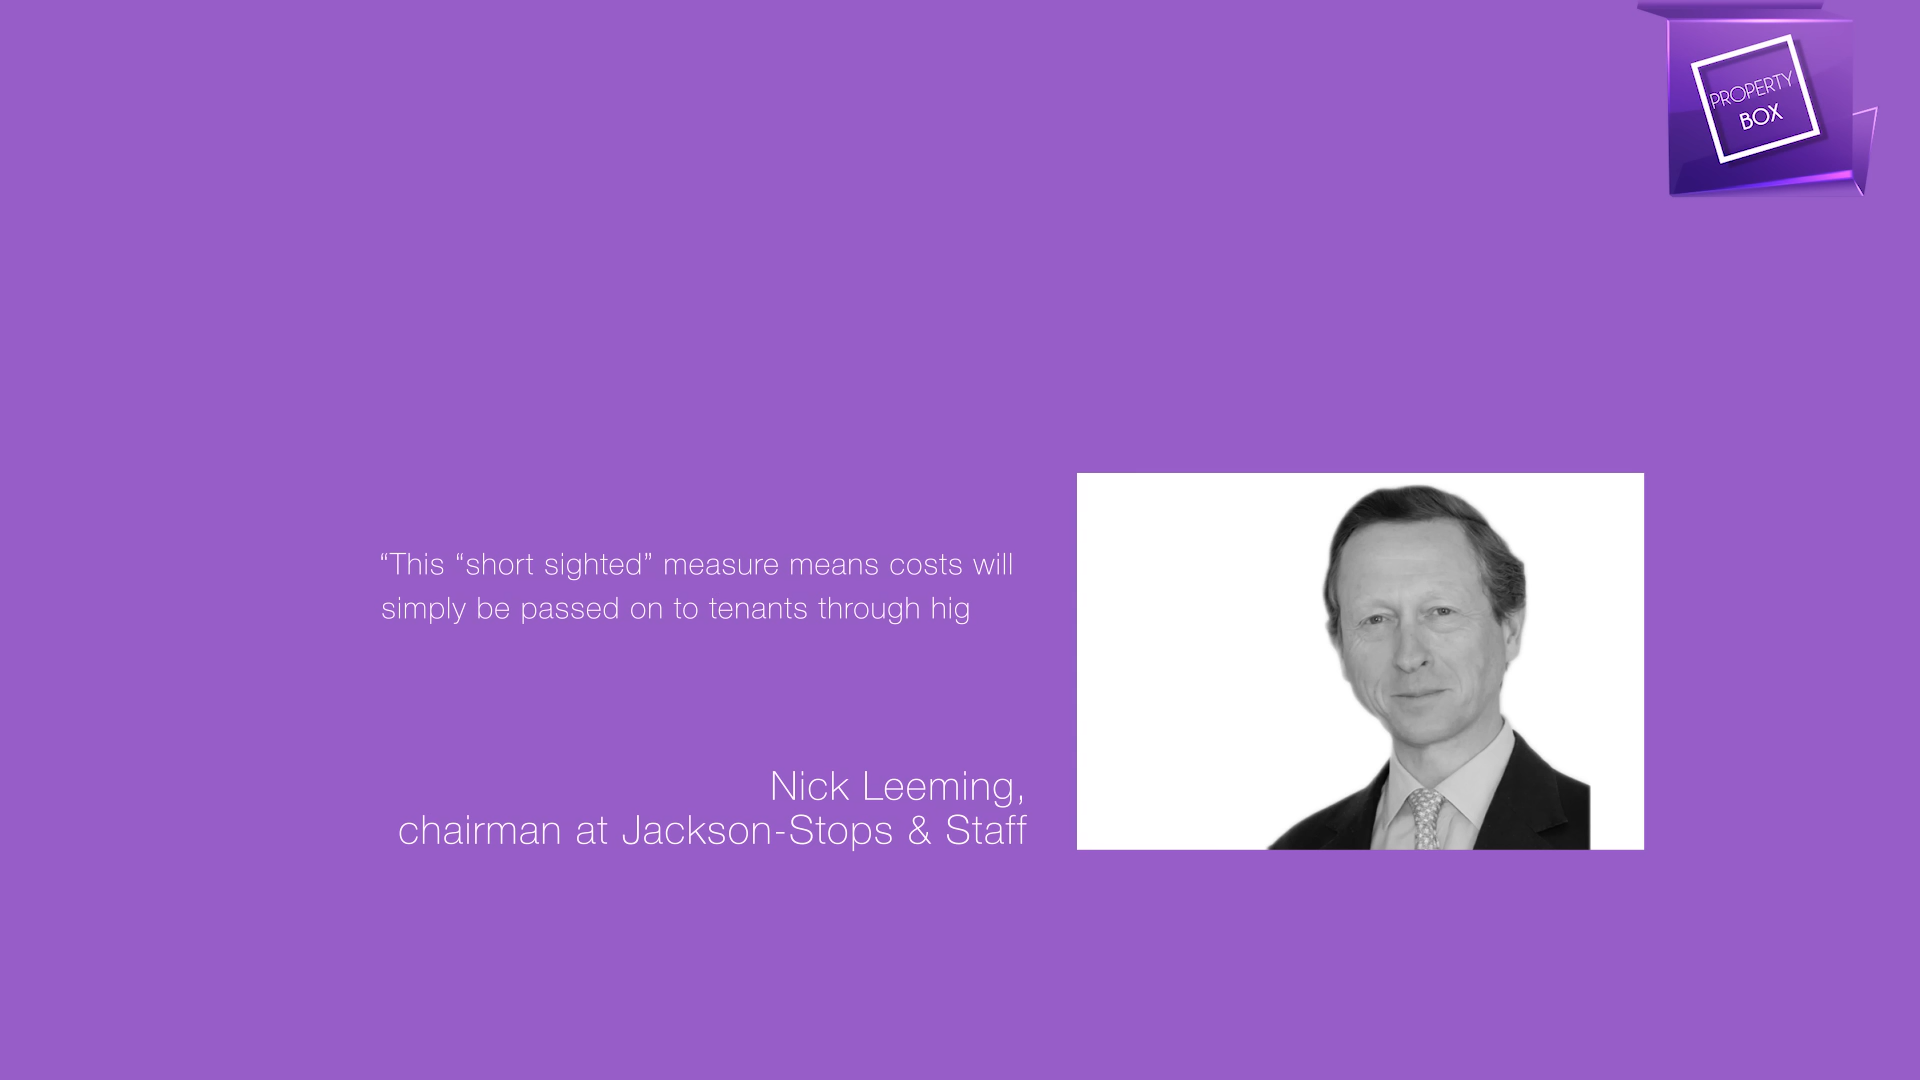 PROPERTY
BOX
“This “short sighted” measure means costs will
simply be passed on to tenants through hig
Nick Leeming,
chairman at Jackson-Stops & Staff